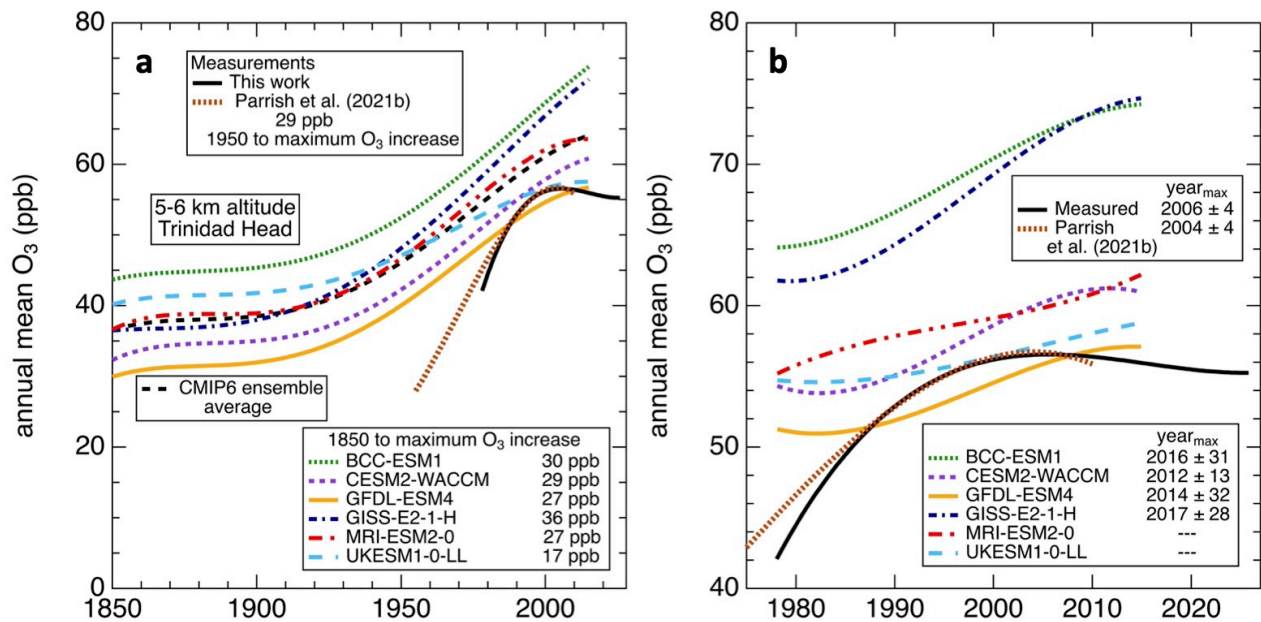 a
annual mean O3 (ppb)
80
60
40
20
0
1850
1900
1950
2000
Measurements
This work
Parrish et al. (2021b)
29 ppb
1950 to maximum O3 increase
5-6 km altitude
Trinidad Head
CMIP6 ensemble
average
1850 to maximum O3 increase
BCC-ESM1 30 ppb
CESM2-WACCM 29 ppb
GFDL-ESM4 27 ppb
GISS-E2-1-H 36 ppb
MRI-ESM2-0 27 ppb
UKESM1-0-LL 17 ppb
b
annual mean O3 (ppb)
80
70
60
50
40
1980
1990
2000
2010
2020
yearmax
Measured 2006 ± 4
Parrish 2004 ± 4
et al. (2021b)
yearmax
BCC-ESM1 2016 ± 31
CESM2-WACCM 2012 ± 13
GFDL-ESM4 2014 ± 32
GISS-E2-1-H 2017 ± 28
MRI-ESM2-0 ---
UKESM1-0-LL ---